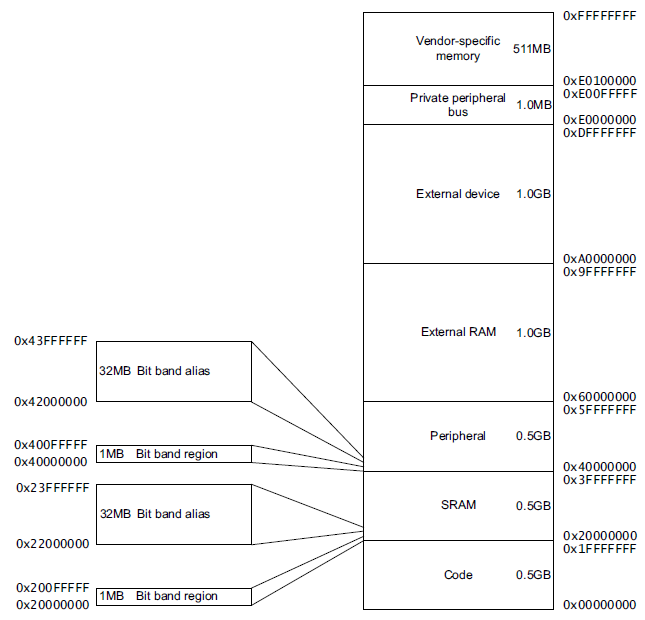 0xFFFFFFFF
Vendor-specific
memory
511MB
0xE0100000
0xE00FFFFF
Private peripheral
bus
1.0MB
0xE0000000
0xDFFFFFFF
External device
1.0GB
0xA0000000
0x9FFFFFFF
External RAM
1.0GB
0x60000000
0x5FFFFFFF
Peripheral
0.5GB
0x40000000
0x3FFFFFFF
SRAM
0.5GB
0x20000000
0x1FFFFFFF
Code
0.5GB
0x00000000
0x43FFFFFF
32MB Bit band alias
0x42000000
0x400FFFFF
1MB Bit band region
0x40000000
0x23FFFFFF
32MB Bit band alias
0x22000000
0x200FFFFF
1MB Bit band region
0x20000000